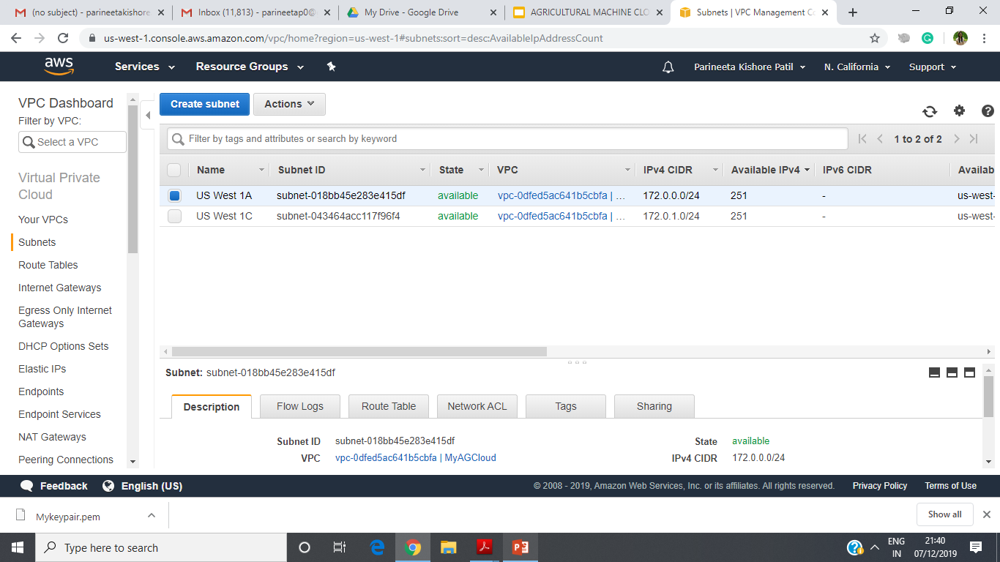 (no subject) - parineetakishore
Inbox (11,813) - parineetap0@
My Drive - Google Drive
AGRICULTURAL MACHINE CLO
Subnets | VPC Management Co
us-west-1.console.aws.amazon.com/vpc/home?region=us-west-1#subnets:sort=desc:AvailableIpAddressCount
aws Services Resource Groups Parineeta Kishore Patil N. California Support
VPC Dashboard
Filter by VPC:
Select a VPC
Virtual Private
Cloud
Your VPCs
Subnets
Route Tables
Internet Gateways
Egress Only Internet
Gateways
DHCP Options Sets
Elastic IPs
Endpoints
Endpoint Services
NAT Gateways
Peering Connections
Create subnet Actions
Filter by tags and attributes or search by keyword
1 to 2 of 2
Name Subnet ID State VPC IPv4 CIDR Available IPv4 IPv6 CIDR Availab
US West 1A subnet-018bb45e283e415df available vpc-0dfed5ac641b5cbfa | … 172.0.0.0/24 251 - us-west-
US West 1C subnet-043464acc117f96f4 available vpc-0dfed5ac641b5cbfa | … 172.0.1.0/24 251 - us-west-
Subnet: subnet-018bb45e283e415df
Description Flow Logs Route Table Network ACL Tags Sharing
Subnet ID subnet-018bb45e283e415df State available
VPC vpc-0dfed5ac641b5cbfa | MyAGCloud IPv4 CIDR 172.0.0.0/24
Feedback English (US) © 2008 - 2019, Amazon Web Services, Inc. or its affiliates. All rights reserved. Privacy Policy Terms of Use
Mykeypair.pem Show all
Type here to search
ENG 21:40
IN 07/12/2019